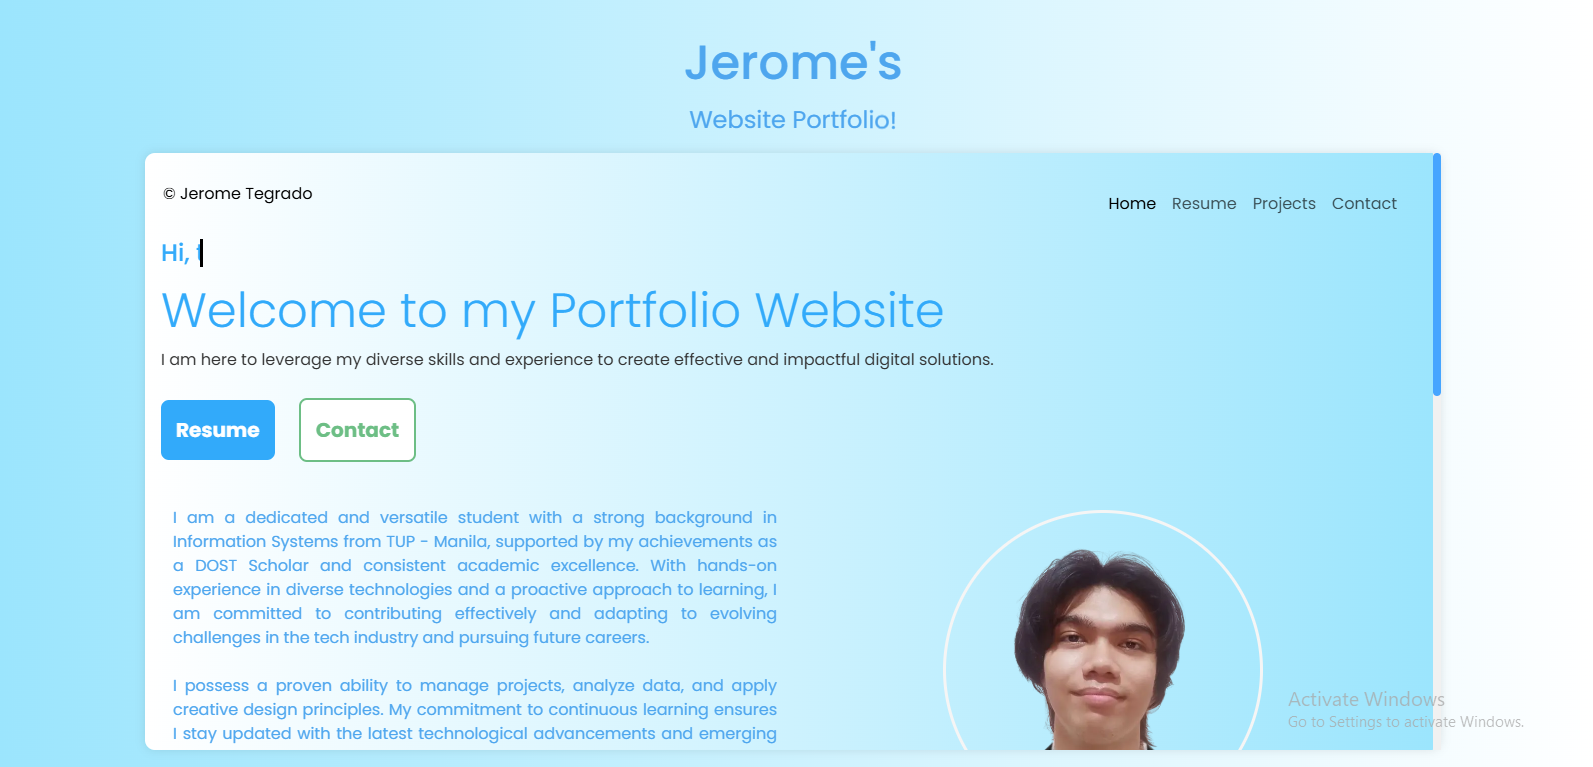 Jerome's
Website Portfolio!
© Jerome Tegrado
Home Resume Projects Contact
Hi, t
Welcome to my Portfolio Website
I am here to leverage my diverse skills and experience to create effective and impactful digital solutions.
Resume Contact
I am a dedicated and versatile student with a strong background in
Information Systems from TUP - Manila, supported by my achievements as
a DOST Scholar and consistent academic excellence. With hands-on
experience in diverse technologies and a proactive approach to learning, I
am committed to contributing effectively and adapting to evolving
challenges in the tech industry and pursuing future careers.
I possess a proven ability to manage projects, analyze data, and apply
creative design principles. My commitment to continuous learning ensures
I stay updated with the latest technological advancements and emerging
Activate Windows
Go to Settings to activate Windows.